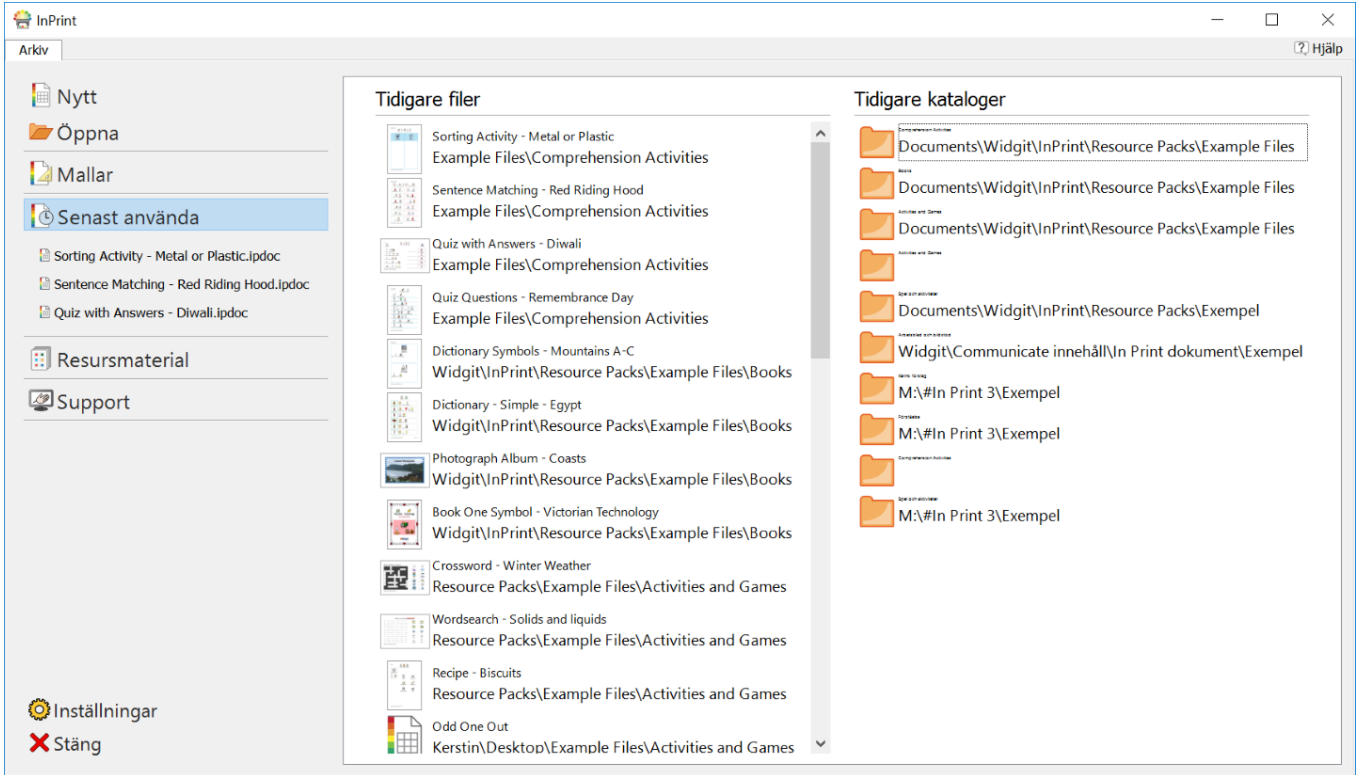 InPrint
Arkiv
Hjälp
Nytt
Öppna
Mallar
Senast använda
Sorting Activity - Metal or Plastic.ipdoc
Sentence Matching - Red Riding Hood.ipdoc
Quiz with Answers - Diwali.ipdoc
Resursmaterial
Support
Inställningar
Stäng
Tidigare filer
Sorting Activity - Metal or Plastic
Example Files\Comprehension Activities
Sentence Matching - Red Riding Hood
Example Files\Comprehension Activities
Quiz with Answers - Diwali
Example Files\Comprehension Activities
Quiz Questions - Remembrance Day
Example Files\Comprehension Activities
Dictionary Symbols - Mountains A-C
Widgit\InPrint\Resource Packs\Example Files\Books
Dictionary - Simple - Egypt
Widgit\InPrint\Resource Packs\Example Files\Books
Photograph Album - Coasts
Widgit\InPrint\Resource Packs\Example Files\Books
Book One Symbol - Victorian Technology
Widgit\InPrint\Resource Packs\Example Files\Books
Crossword - Winter Weather
Resource Packs\Example Files\Activities and Games
Wordsearch - Solids and liquids
Resource Packs\Example Files\Activities and Games
Recipe - Biscuits
Resource Packs\Example Files\Activities and Games
Odd One Out
Kerstin\Desktop\Example Files\Activities and Games
Tidigare kataloger
Comprehension Activities
Documents\Widgit\InPrint\Resource Packs\Example Files
Books
Documents\Widgit\InPrint\Resource Packs\Example Files
Activities and Games
Documents\Widgit\InPrint\Resource Packs\Example Files
Activities and Games
Spel och aktiviteter
Documents\Widgit\InPrint\Resource Packs\Exempel
Widgit\Communicate innehåll\In Print dokument\Exempel
M:\#In Print 3\Exempel
Förståelse
M:\#In Print 3\Exempel
Comprehension Activities
Spel och aktiviteter
M:\#In Print 3\Exempel